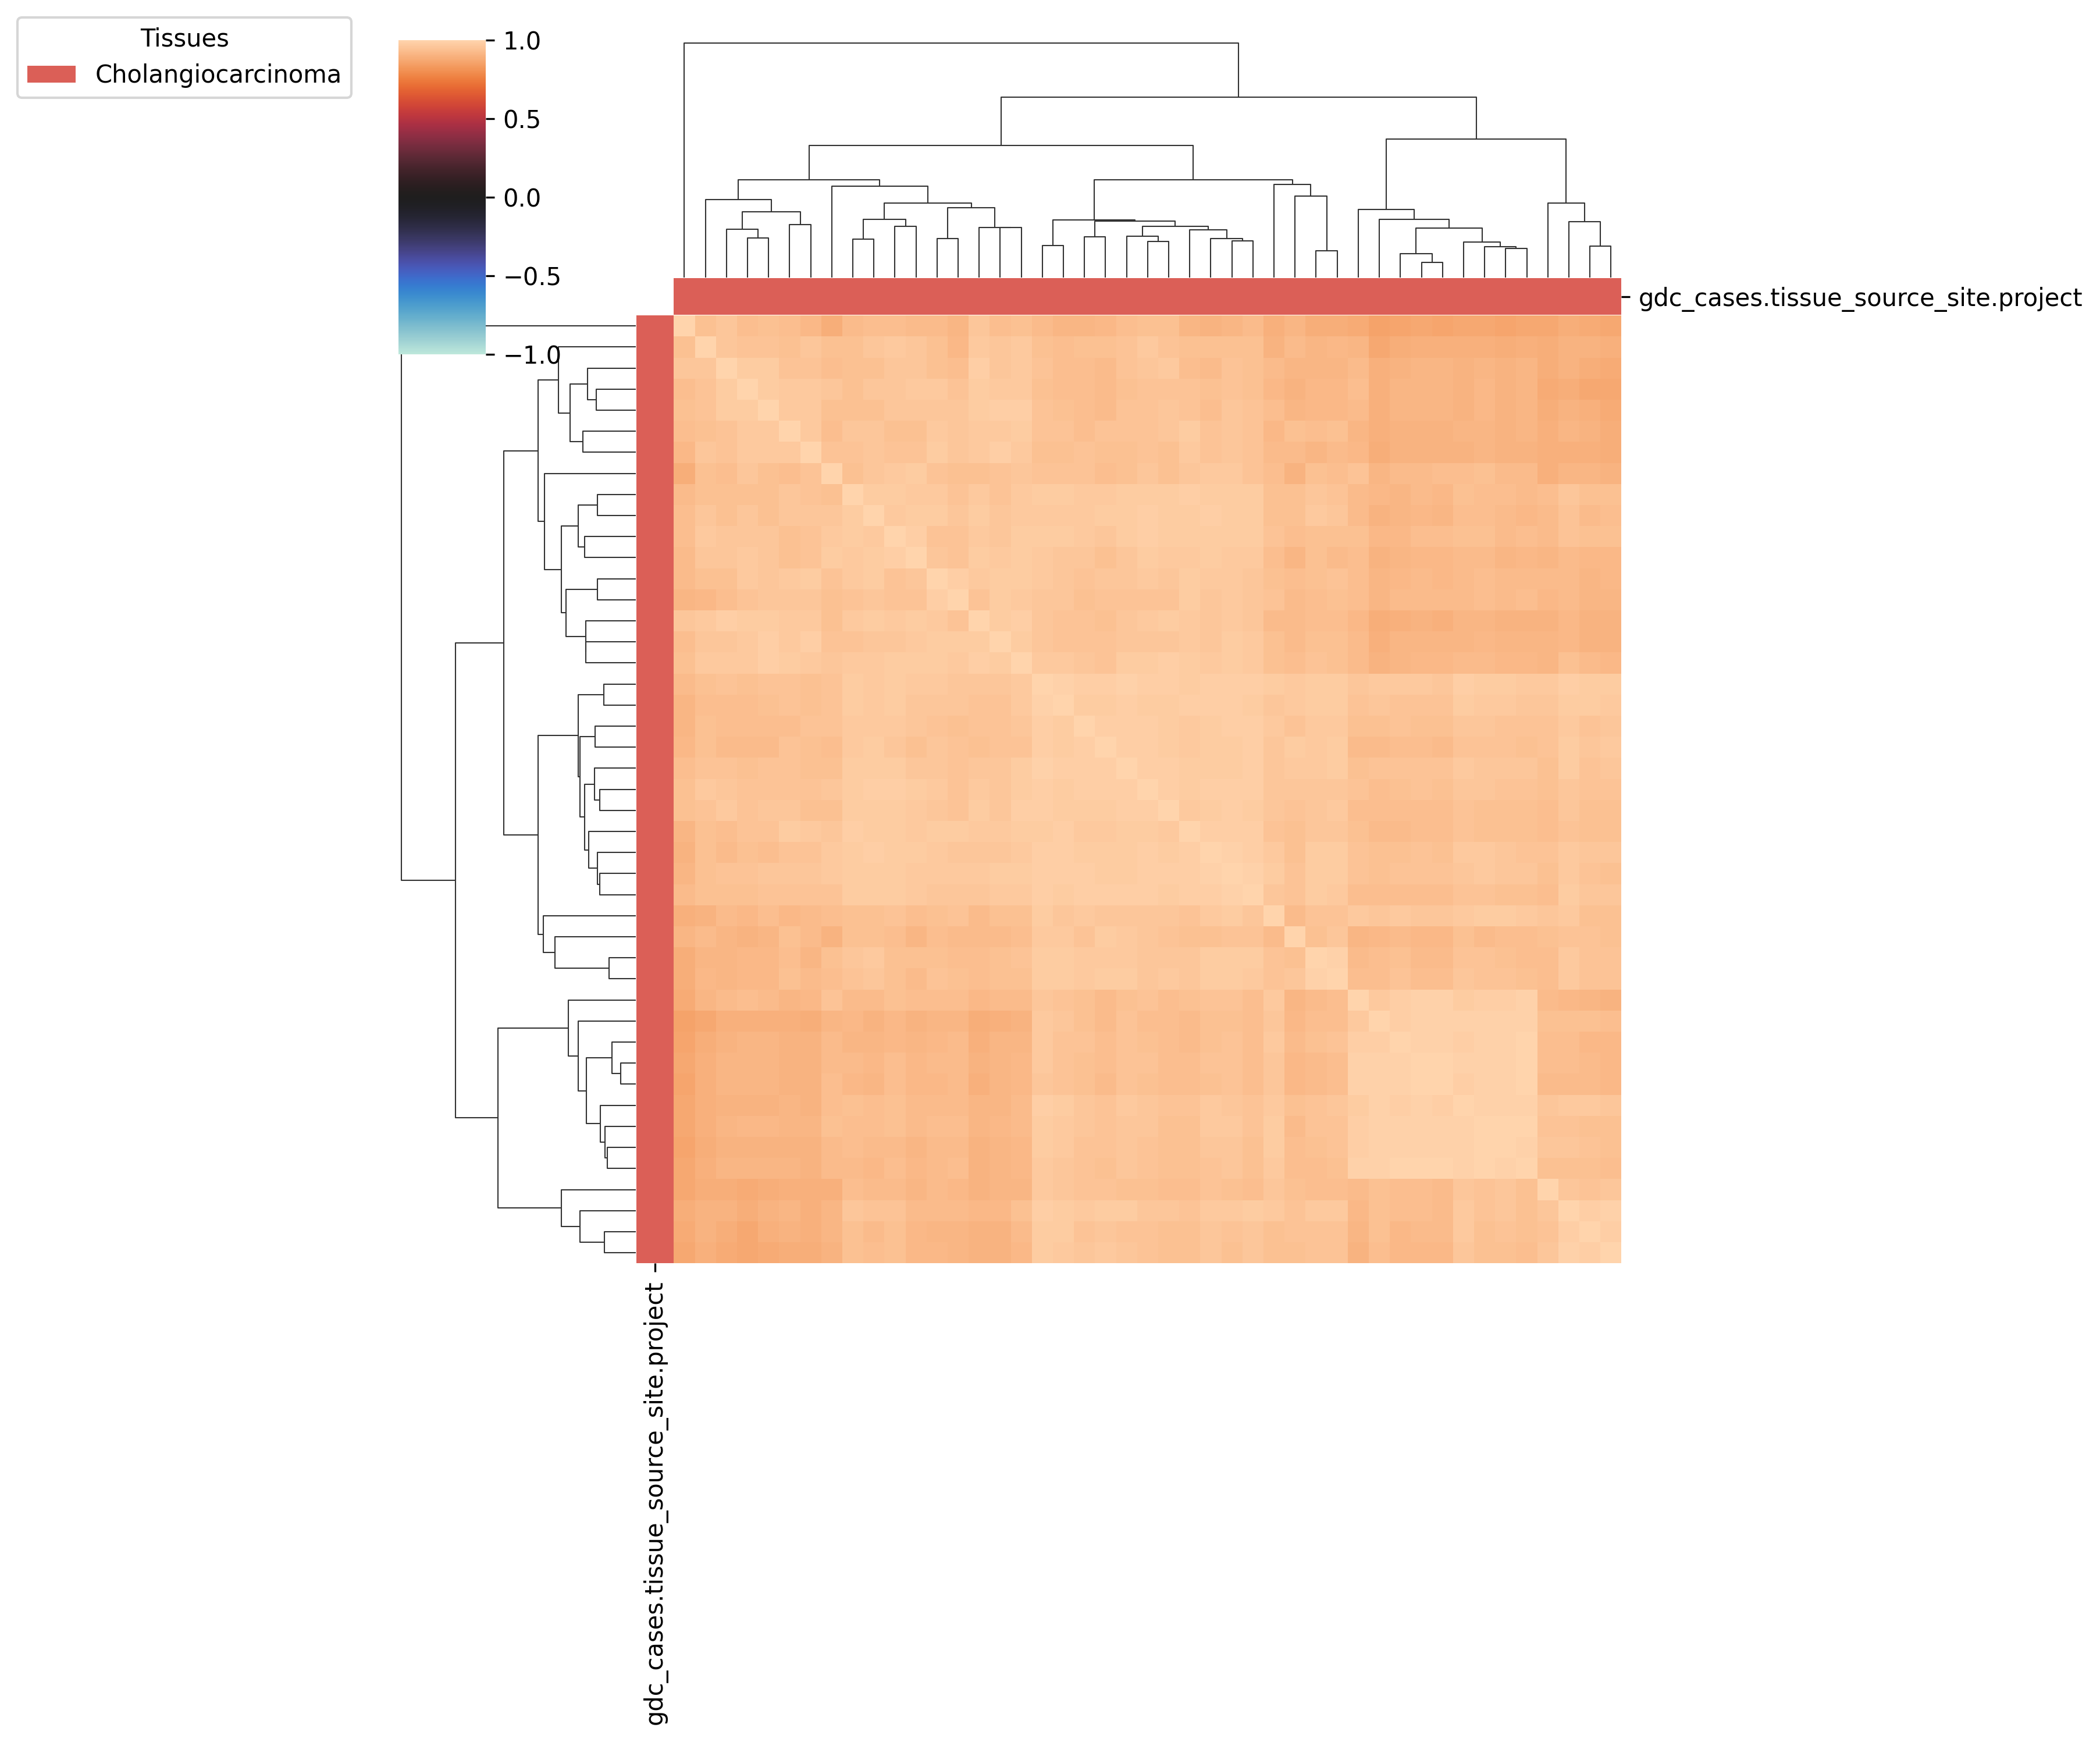 Tissues
Cholangiocarcinoma
1.0
0.5
0.0
−0.5
−1.0
gdc_cases.tissue_source_site.project
gdc_cases.tissue_source_site.project